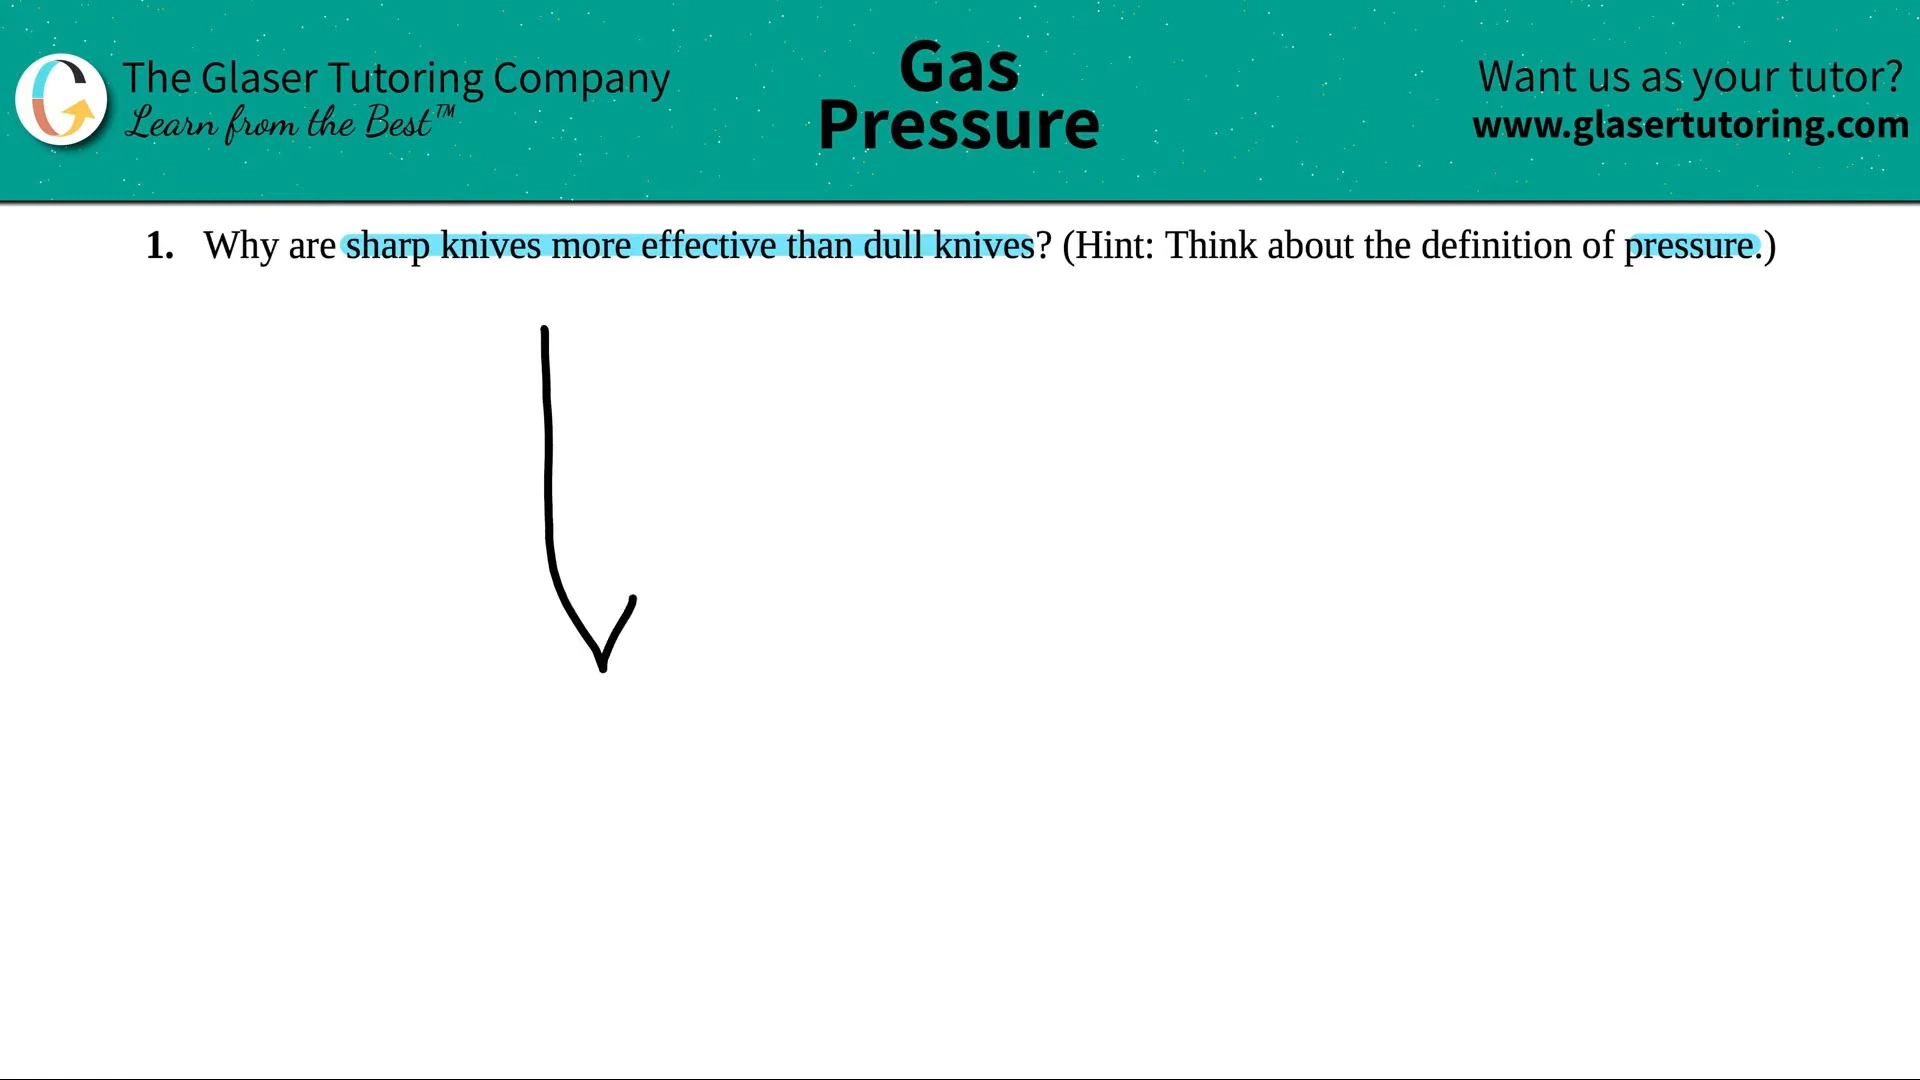 The Glaser Tutoring Company
Learn from the Best™
Gas
Pressure
Want us as your tutor?
www.glasertutoring.com
1. Why are sharp knives more effective than dull knives? (Hint: Think about the definition of pressure.)